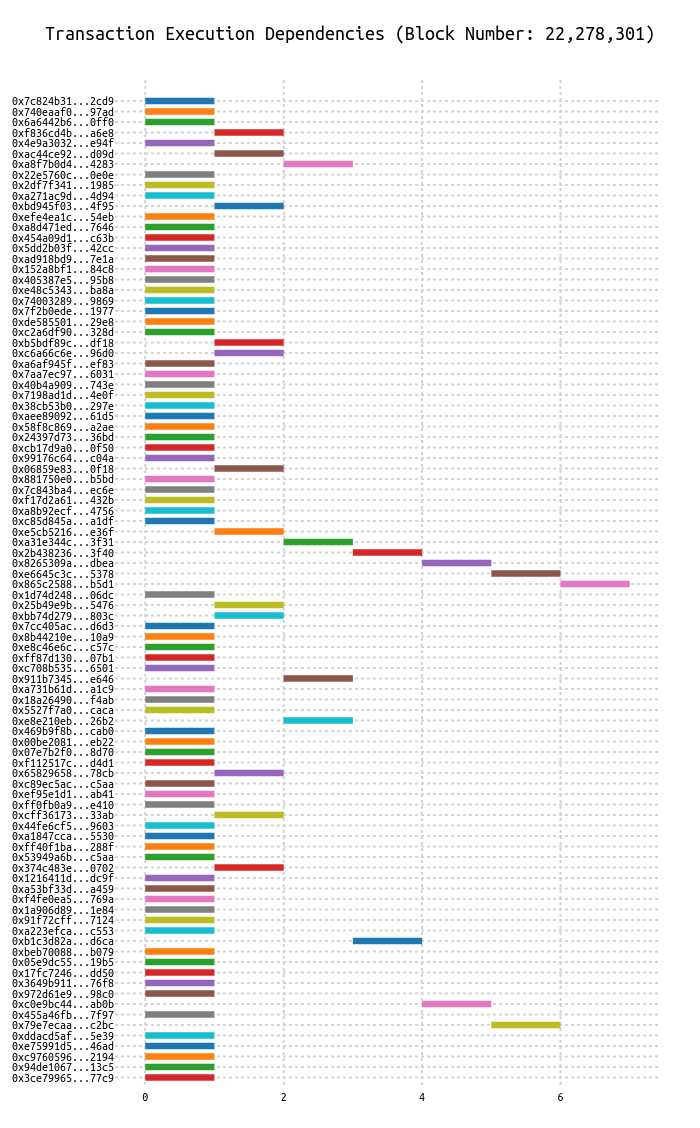 Transaction Execution Dependencies (Block Number: 22,278,301)
0x7c824b31...2cd9
0x740eaaf0...97ad
0x6a6442b6...0ff0
0xf836cd4b...a6e8
0x4e9a3032...e94f
0xac44ce92...d09d
0xa8f7b0d4...4283
0x22e5760c...0e0e
0x2df7f341...1985
0xa271ac9d...4d94
0xbd945f03...4f95
0xefe4ea1c...54eb
0xa8d471ed...7646
0x454a09d1...c63b
0x5dd2b03f...42cc
0xad918bd9...7e1a
0x152a8bf1...84c8
0x405387e5...95b8
0xe48c5343...ba8a
0x74003289...9869
0x7f2b0ede...1977
0xde585501...29e8
0xc2a6df90...328d
0xb5bdf89c...df18
0xc6a66c6e...96d0
0xa6af945f...ef83
0x7aa7ec97...6031
0x40b4a909...743e
0x7198ad1d...4e0f
0x38cb53b0...297e
0xaee89092...61d5
0x58f8c869...a2ae
0x24397d73...36bd
0xcb17d9a0...0f50
0x99176c64...c04a
0x06859e83...0f18
0x881750e0...b5bd
0x7c843ba4...ec6e
0xf17d2a61...432b
0xa8b92ecf...4756
0xc85d845a...a1df
0xe5cb5216...e36f
0xa31e344c...3f31
0x2b438236...3f40
0x8265309a...dbea
0xe6645c3c...5378
0x865c2588...b5d1
0x1d74d248...06dc
0x25b49e9b...5476
0xbb74d279...803c
0x7cc405ac...d6d3
0x8b44210e...10a9
0xe8c46e6c...c57c
0xff87d130...07b1
0xc708b535...6501
0x911b7345...e646
0xa731b61d...a1c9
0x18a26490...f4ab
0x5527f7a0...caca
0xe8e210eb...26b2
0x469b9f8b...cab0
0x00be2081...eb22
0x07e7b2f0...8d70
0xf112517c...d4d1
0x65829658...78cb
0xc89ec5ac...c5aa
0xef95e1d1...ab41
0xff0fb0a9...e410
0xcff36173...33ab
0x44fe6cf5...9603
0xa1847cca...5530
0xff40f1ba...288f
0x53949a6b...c5aa
0x374c483e...0702
0x1216411d...dc9f
0xa53bf33d...a459
0xf4fe0ea5...769a
0x1a906d89...1e84
0x91f72cff...7124
0xa223efca...c553
0xb1c3d82a...d6ca
0xbeb70088...b079
0x05e9dc55...19b5
0x17fc7246...dd50
0x3649b911...76f8
0x972d61e9...98c0
0xc0e9bc44...ab0b
0x455a46fb...7f97
0x79e7ecaa...c2bc
0xddacd5af...5e39
0xe75991d5...46ad
0xc9760596...2194
0x94de1067...13c5
0x3ce79965...77c9
0 2 4 6